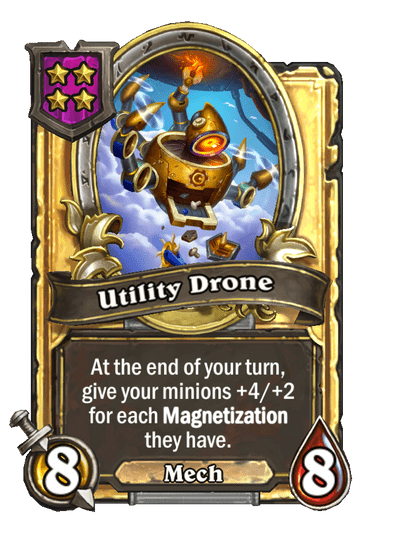 Utility Drone
At the end of your turn,
give your minions +4/+2
for each Magnetization
they have.
8
Mech
8